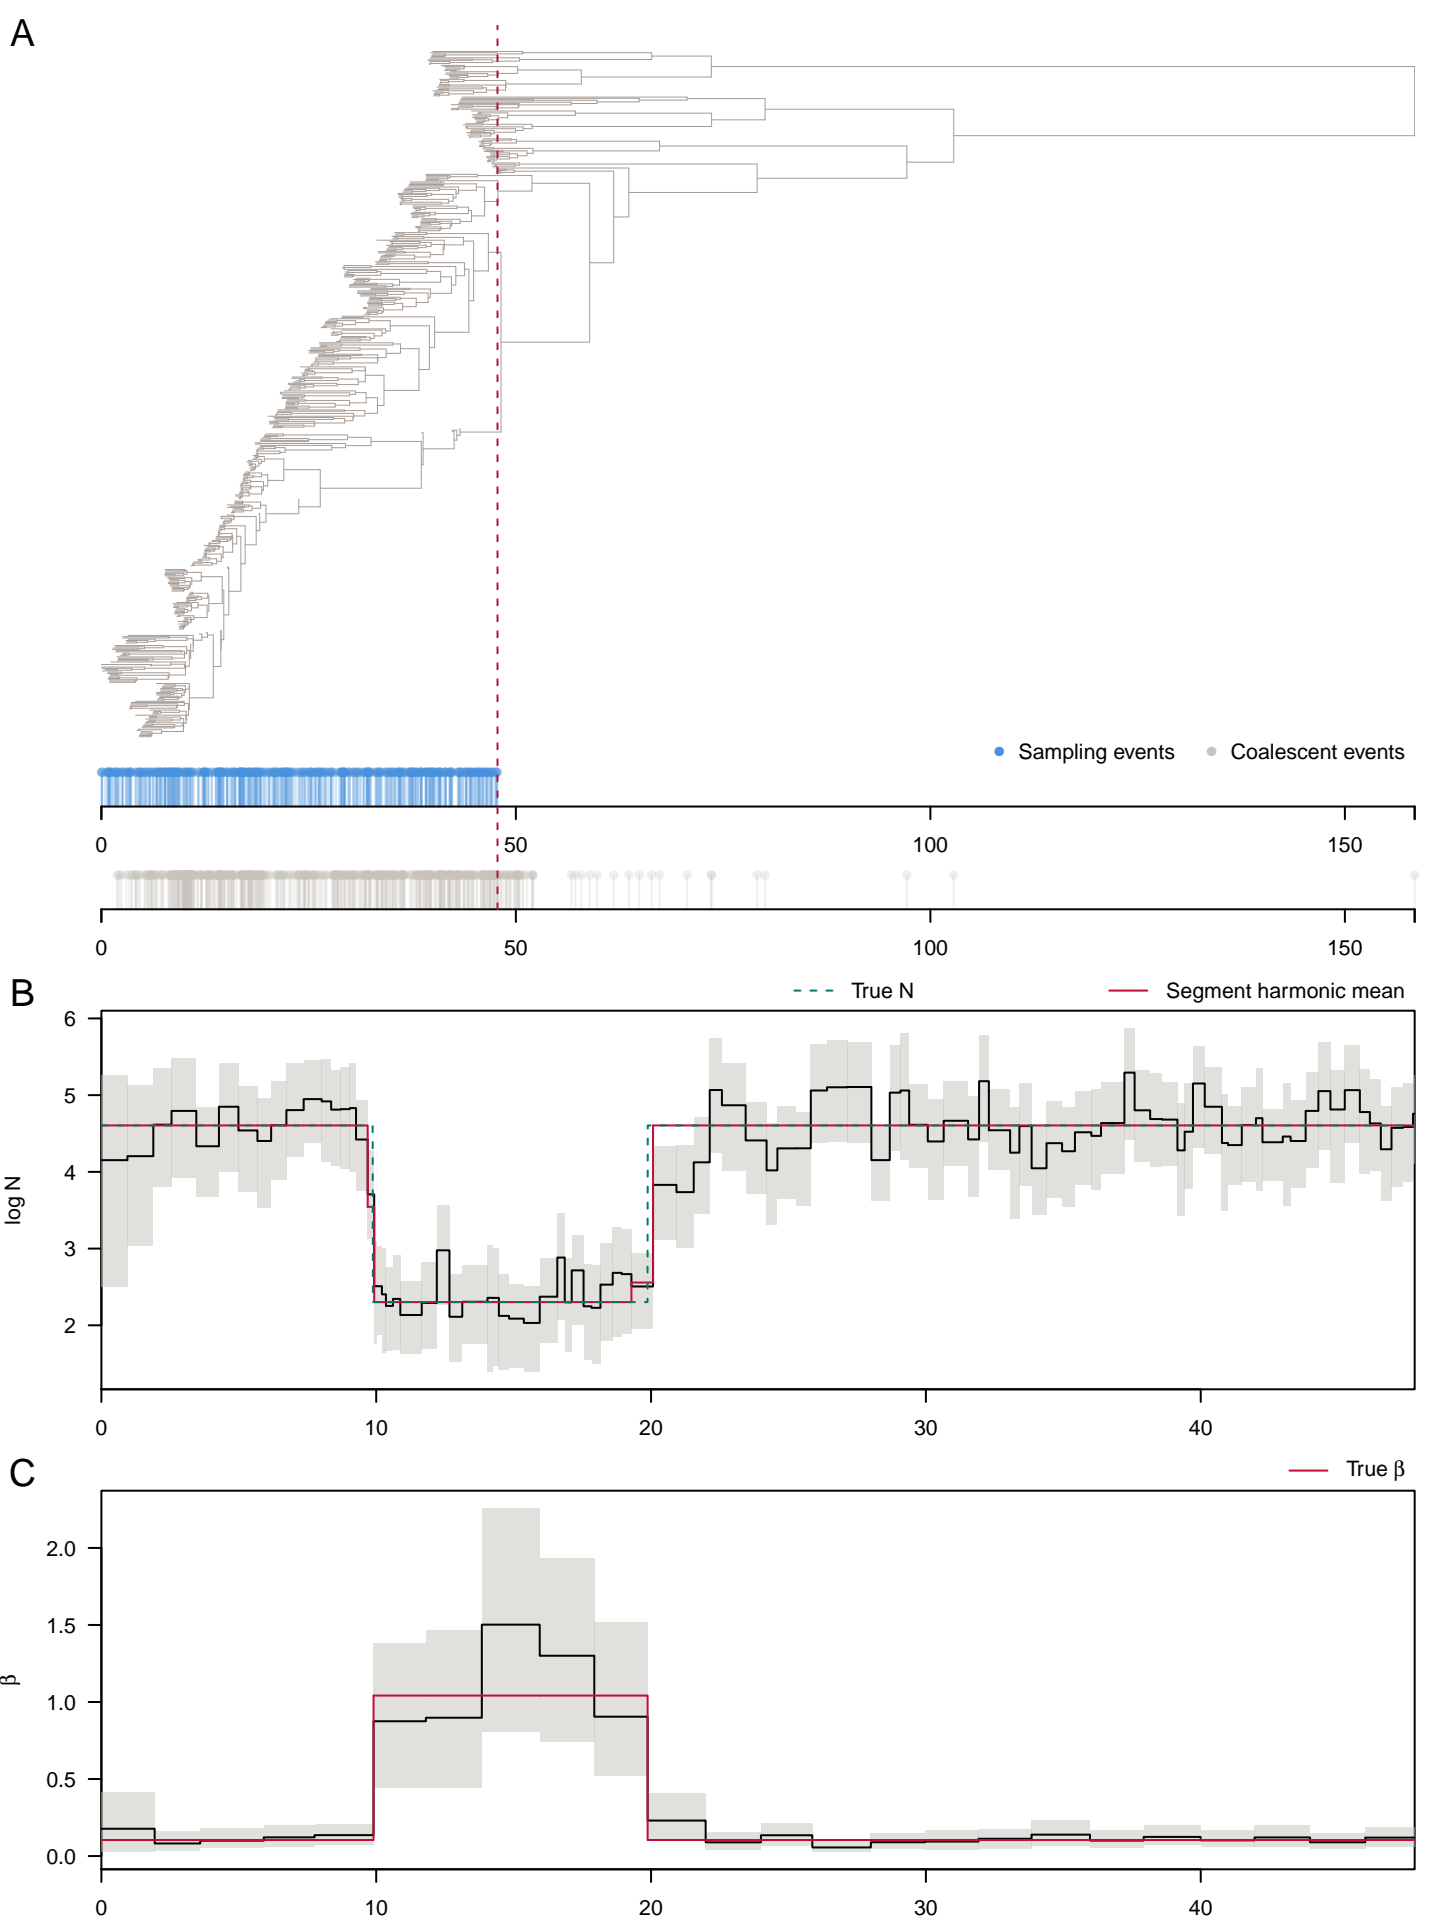 A
Sampling events Coalescent events
0 50 100 150
0 50 100 150
B
True N Segment harmonic mean
6
5
4
3
2
log N
0 10 20 30 40
C
True β
2.0
1.5
1.0
0.5
0.0
β
0 10 20 30 40